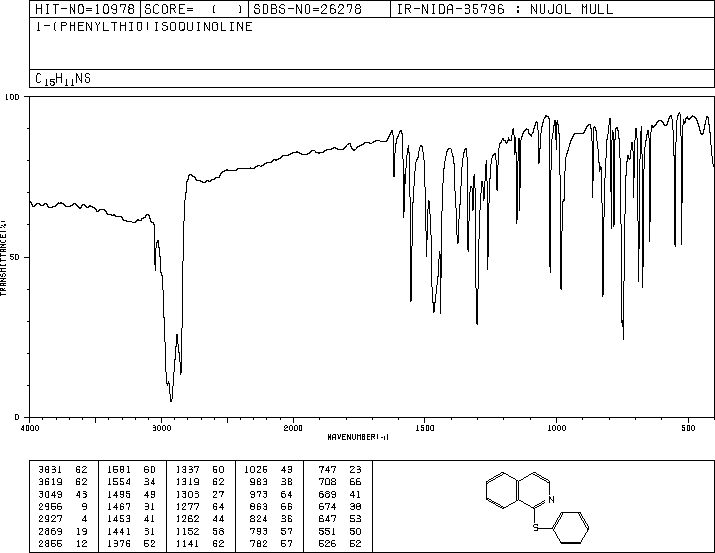 HIT-NO=10978 SCORE= ( ) SDBS-NO=26278 IR-NIDA-35796 : NUJOL MULL
1-(PHENYLTHIO)ISOQUINOLINE
C15H11NS
100
50
0
TRANSMITTANCE(%)
4000 3000 2000 1500 1000 500
WAVENUMBER(-1)
3831 62 1581 60 1337 50 1026 43 747 23
3619 62 1554 34 1319 62 983 38 708 66
3049 43 1495 49 1303 27 973 64 689 41
2956 9 1467 31 1277 64 863 66 674 38
2927 4 1453 41 1262 44 824 36 647 53
2869 19 1441 31 1152 58 793 57 551 50
2855 12 1376 52 1141 62 782 57 526 52
N
S